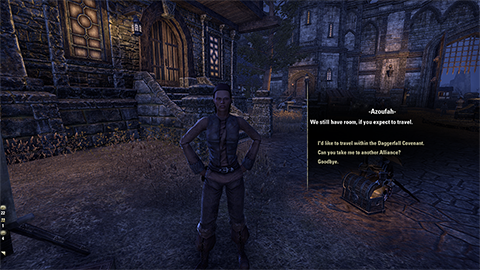 -Azoufah-
We still have room, if you expect to travel.
I'd like to travel within the Daggerfall Covenant.
Can you take me to another Alliance?
Goodbye.